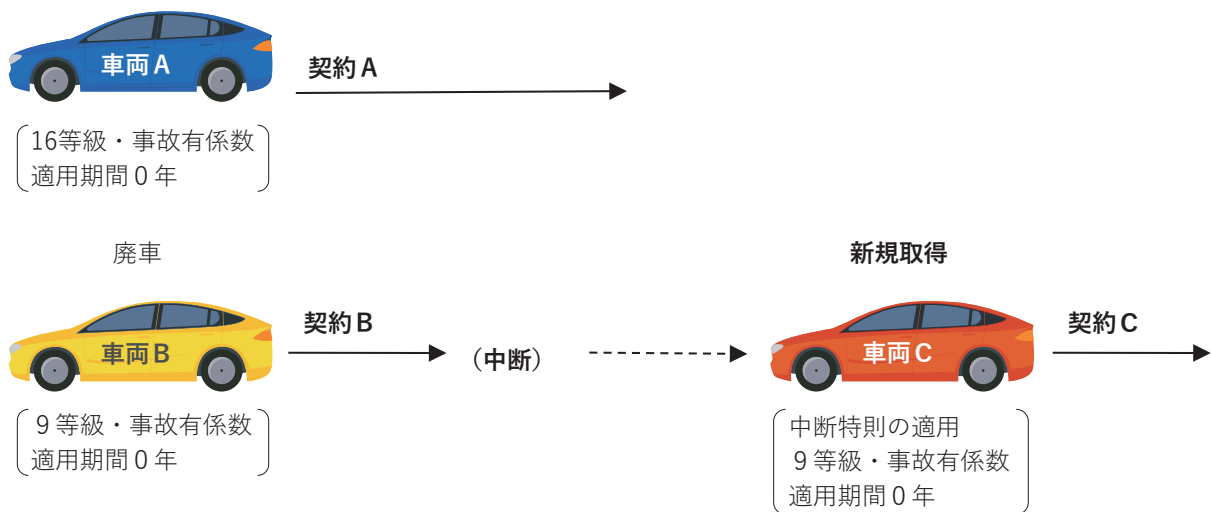 車両A
契約A
16等級・事故有係数
適用期間0年
廃車
新規取得
車両B
契約B
（中断）
車両C
契約C
9等級・事故有係数
適用期間0年
中断特則の適用
9等級・事故有係数
適用期間0年